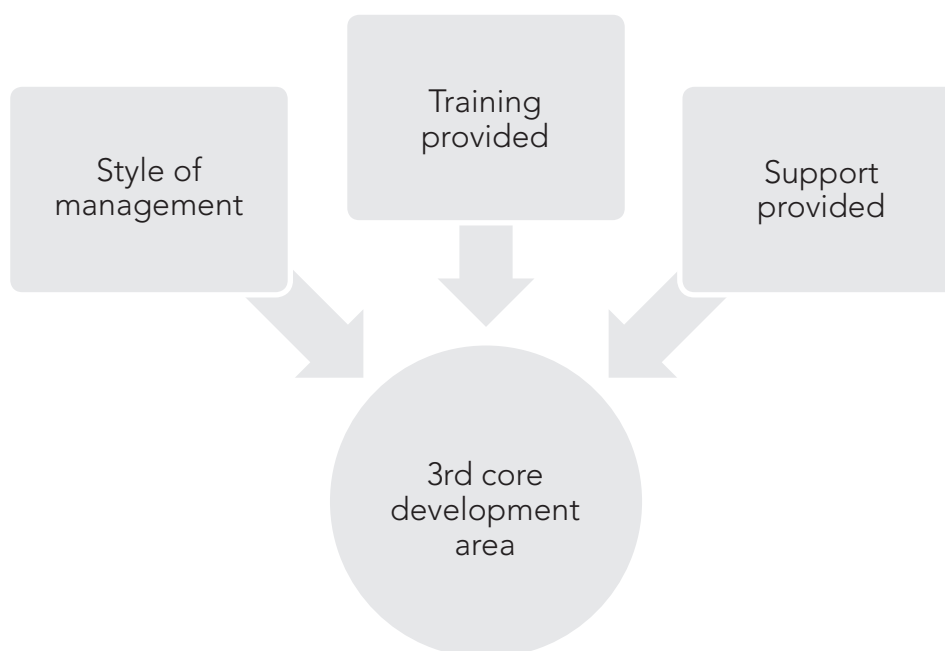 Style of
management
Training
provided
Support
provided
3rd core
development
area